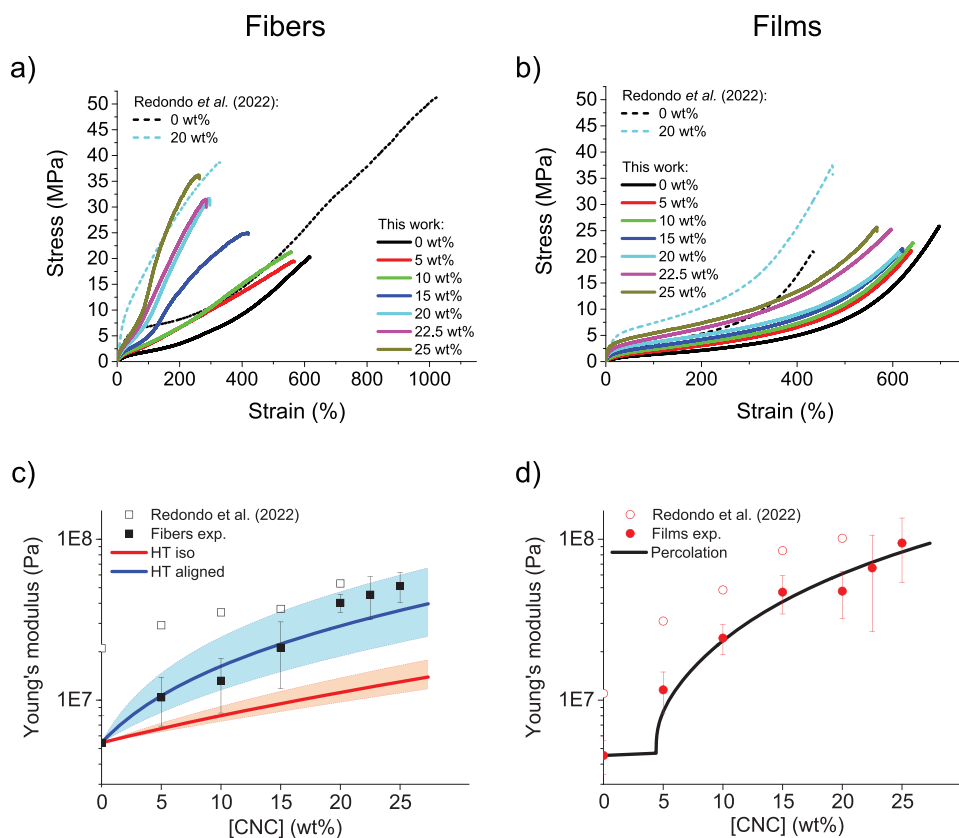 Fibers
Films
a)
Redondo et al. (2022):
0 wt%
20 wt%
This work:
0 wt%
5 wt%
10 wt%
15 wt%
20 wt%
22.5 wt%
25 wt%
Stress (MPa)
50
45
40
35
30
25
20
15
10
5
0
0
200
400
600
800
1000
Strain (%)
b)
Redondo et al. (2022):
0 wt%
20 wt%
This work:
0 wt%
5 wt%
10 wt%
15 wt%
20 wt%
22.5 wt%
25 wt%
Stress (MPa)
50
45
40
35
30
25
20
15
10
5
0
0
200
400
600
Strain (%)
c)
Redondo et al. (2022)
Fibers exp.
HT iso
HT aligned
Young's modulus (Pa)
1E8
1E7
0
5
10
15
20
25
[CNC] (wt%)
d)
Redondo et al. (2022)
Films exp.
Percolation
Young's modulus (Pa)
1E8
1E7
0
5
10
15
20
25
[CNC] (wt%)